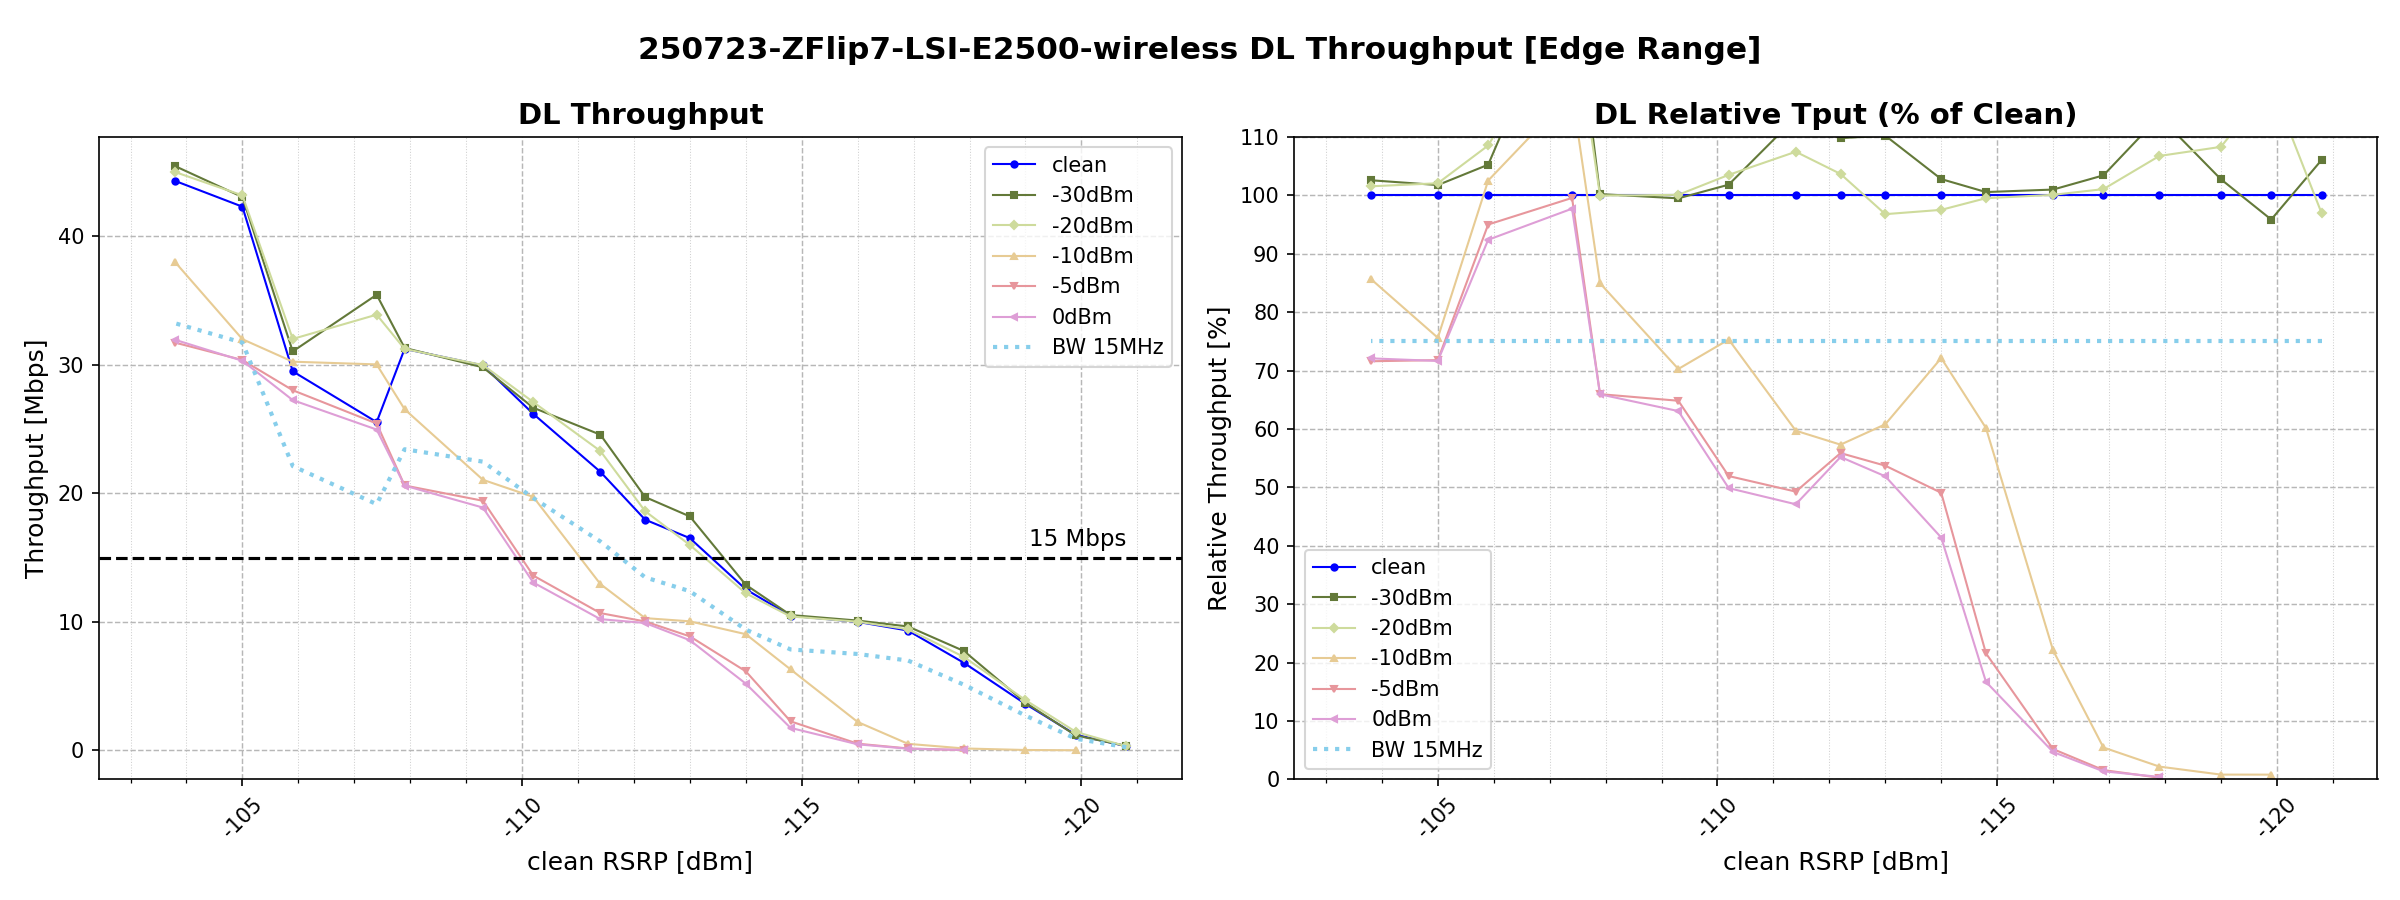 250723-ZFlip7-LSI-E2500-wireless DL Throughput [Edge Range]
DL Throughput
Throughput [Mbps]
40
30
20
10
0
15 Mbps
clean
-30dBm
-20dBm
-10dBm
-5dBm
0dBm
BW 15MHz
-105
-110
-115
-120
clean RSRP [dBm]
DL Relative Tput (% of Clean)
Relative Throughput [%]
110
100
90
80
70
60
50
40
30
20
10
0
clean
-30dBm
-20dBm
-10dBm
-5dBm
0dBm
BW 15MHz
-105
-110
-115
-120
clean RSRP [dBm]